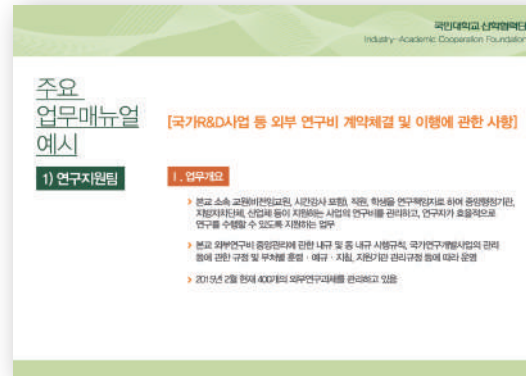 국민대학교 산학협력단
Industry-Academic Cooperation Foundation
주요
업무매뉴얼
예시
1) 연구지원팀
[국가R&D사업 등 외부 연구비 계약체결 및 이행에 관한 사항]
Ⅰ. 업무개요
본교 소속 교원(비전임교원, 시간강사 포함), 직원, 학생을 연구책임자로 하여 중앙행정기관,
지방자치단체, 산업체 등이 지원하는 사업의 연구비를 관리하고, 연구자가 효율적으로
연구를 수행할 수 있도록 지원하는 업무
본교 외부연구비 중앙관리에 관한 내규 및 동 내규 시행규칙, 국가연구개발사업의 관리
등에 관한 규정 및 부처별 훈령·예규·지침, 지원기관 관리규정 등에 따라 운영
2015년 2월 현재 400개의 외부연구과제를 관리하고 있음